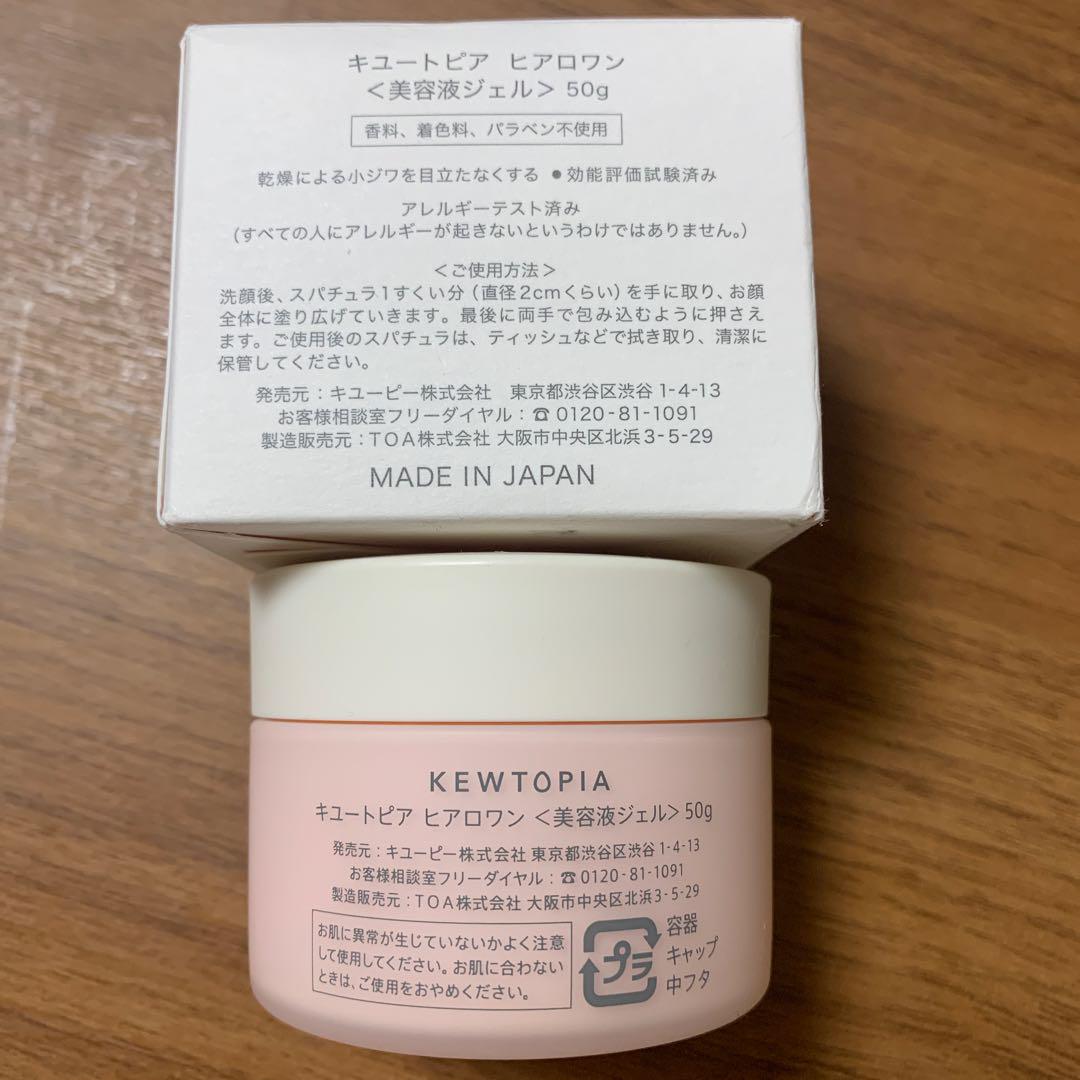 キユートピア ヒアロワン
＜美容液ジェル＞ 50g
香料、着色料、パラベン不使用
乾燥による小ジワを目立たなくする ●効能評価試験済み
アレルギーテスト済み
(すべての人にアレルギーが起きないというわけではありません。)
＜ご使用方法＞
洗顔後、スパチュラ1すくい分（直径2cmくらい）を手に取り、お顔
全体に塗り広げていきます。最後に両手で包み込むように押さえ
ます。ご使用後のスパチュラは、ティッシュなどで拭き取り、清潔に
保管してください。
発売元：キユーピー株式会社 東京都渋谷区渋谷 1-4-13
お客様相談室フリーダイヤル：☎ 0120-81-1091
製造販売元：TOA株式会社 大阪市中央区北浜3-5-29
MADE IN JAPAN
KEWTOPIA
キユートピア ヒアロワン ＜美容液ジェル＞50g
発売元：キユーピー株式会社 東京都渋谷区渋谷 1-4-13
お客様相談室フリーダイヤル：☎ 0120-81-1091
製造販売元：TOA株式会社 大阪市中央区北浜3-5-29
お肌に異常が生じていないかよく注意
して使用してください。お肌に合わない
ときは、ご使用をおやめください。
プラ
容器
キャップ
中フタ